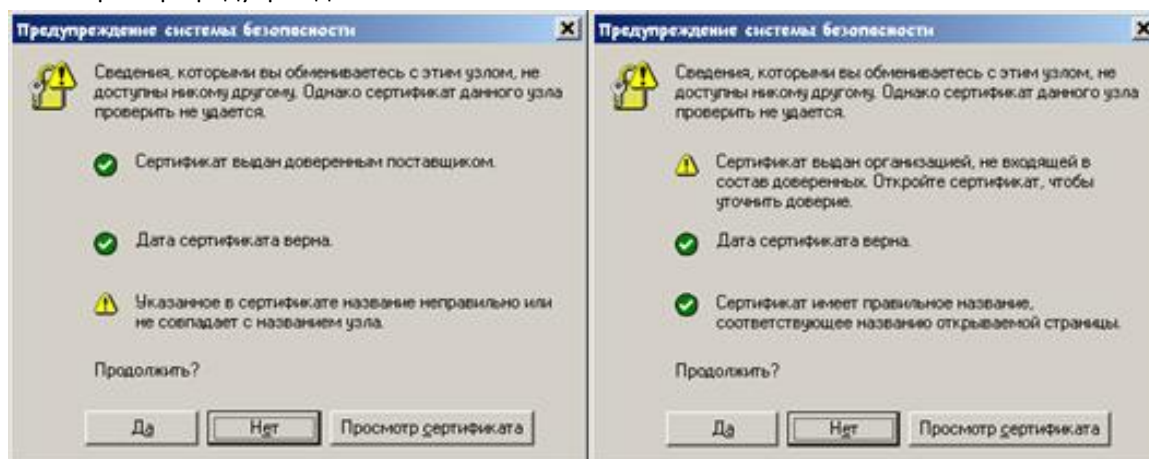 Предупреждение системы безопасности
Сведения, которыми вы обмениваетесь с этим узлом, не
доступны никому другому. Однако сертификат данного узла
проверить не удается.
Сертификат выдан доверенным поставщиком.
Дата сертификата верна.
Указанное в сертификате название неправильно или
не совпадает с названием узла.
Продолжить?
Да
Нет
Просмотр сертификата
Предупреждение системы безопасности
Сведения, которыми вы обмениваетесь с этим узлом, не
доступны никому другому. Однако сертификат данного узла
проверить не удается.
Сертификат выдан организацией, не входящей в
состав доверенных. Откройте сертификат, чтобы
уточнить доверие.
Дата сертификата верна.
Сертификат имеет правильное название,
соответствующее названию открываемой страницы.
Продолжить?
Да
Нет
Просмотр сертификата